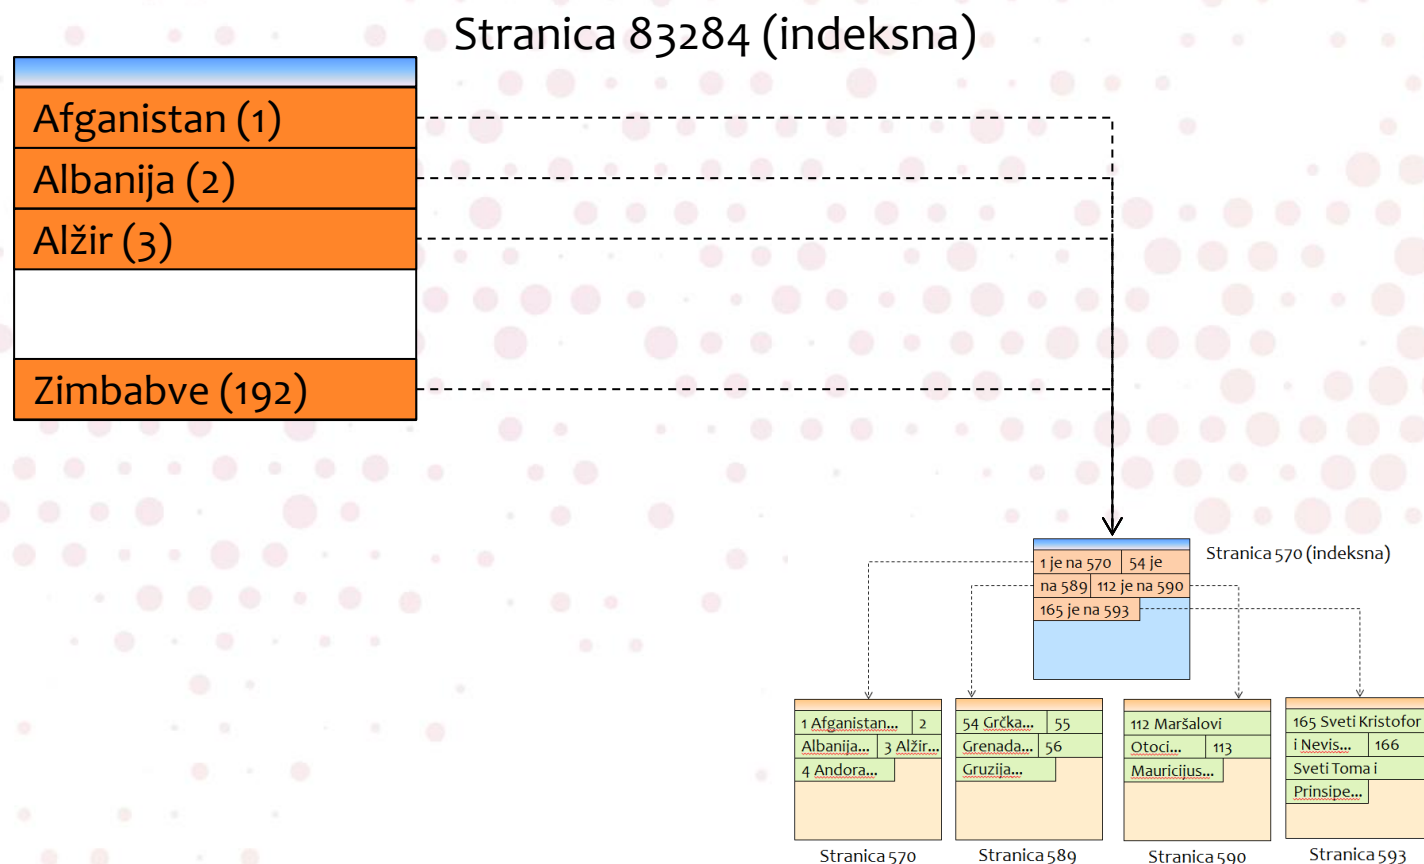 Stranica 83284 (indeksna)
Afganistan (1)
Albanija (2)
Alžir (3)
Zimbabve (192)
Stranica 570 (indeksna)
1 je na 570 54 je
na 589 112 je na 590
165 je na 593
1 Afganistan... 2
Albanija... 3 Alžir...
4 Andora...
Stranica 570
54 Grčka... 55
Grenada... 56
Gruzija...
Stranica 589
112 Maršalovi
Otoci... 113
Mauricijus...
Stranica 590
165 Sveti Kristofor
i Nevis... 166
Sveti Toma i
Prinsipe...
Stranica 593